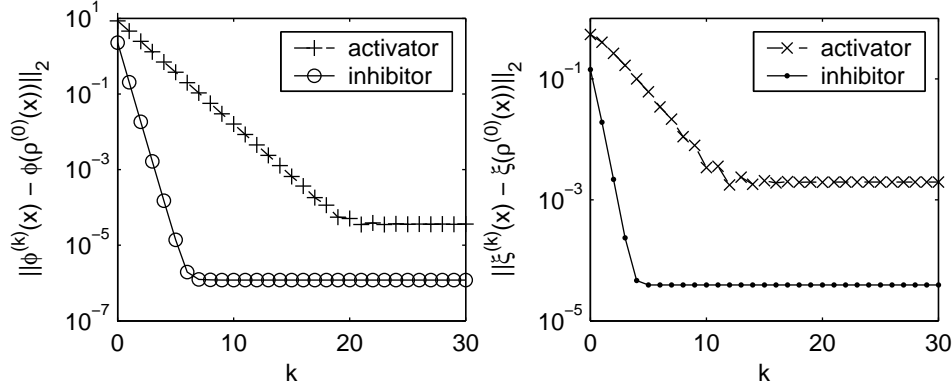 ||ϕ^(k)(x) − ϕ(ρ^(0)(x))||_2
10^1
10^−1
10^−3
10^−5
10^−7
activator
inhibitor
0 10 20 30
k
||ξ^(k)(x) − ξ(ρ^(0)(x))||_2
10^−1
10^−3
10^−5
activator
inhibitor
0 10 20 30
k